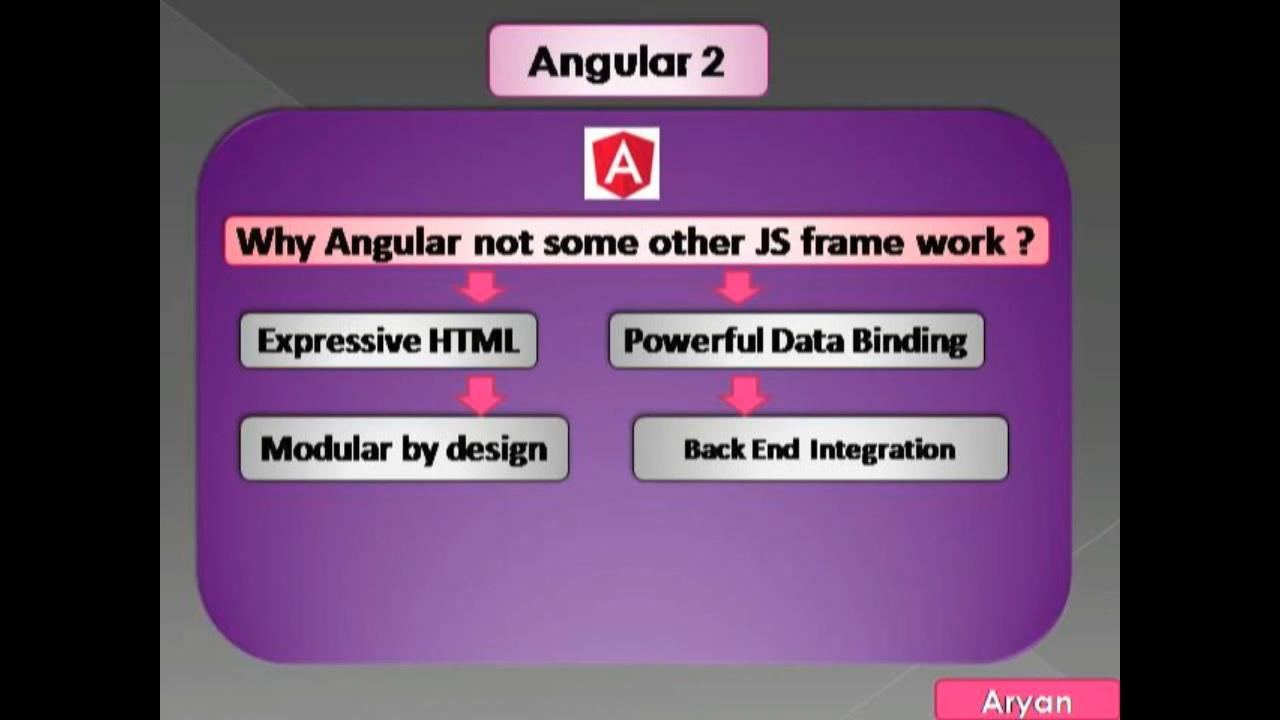 Angular 2
A
Why Angular not some other JS frame work ?
Expressive HTML
Powerful Data Binding
Modular by design
Back End Integration
Aryan